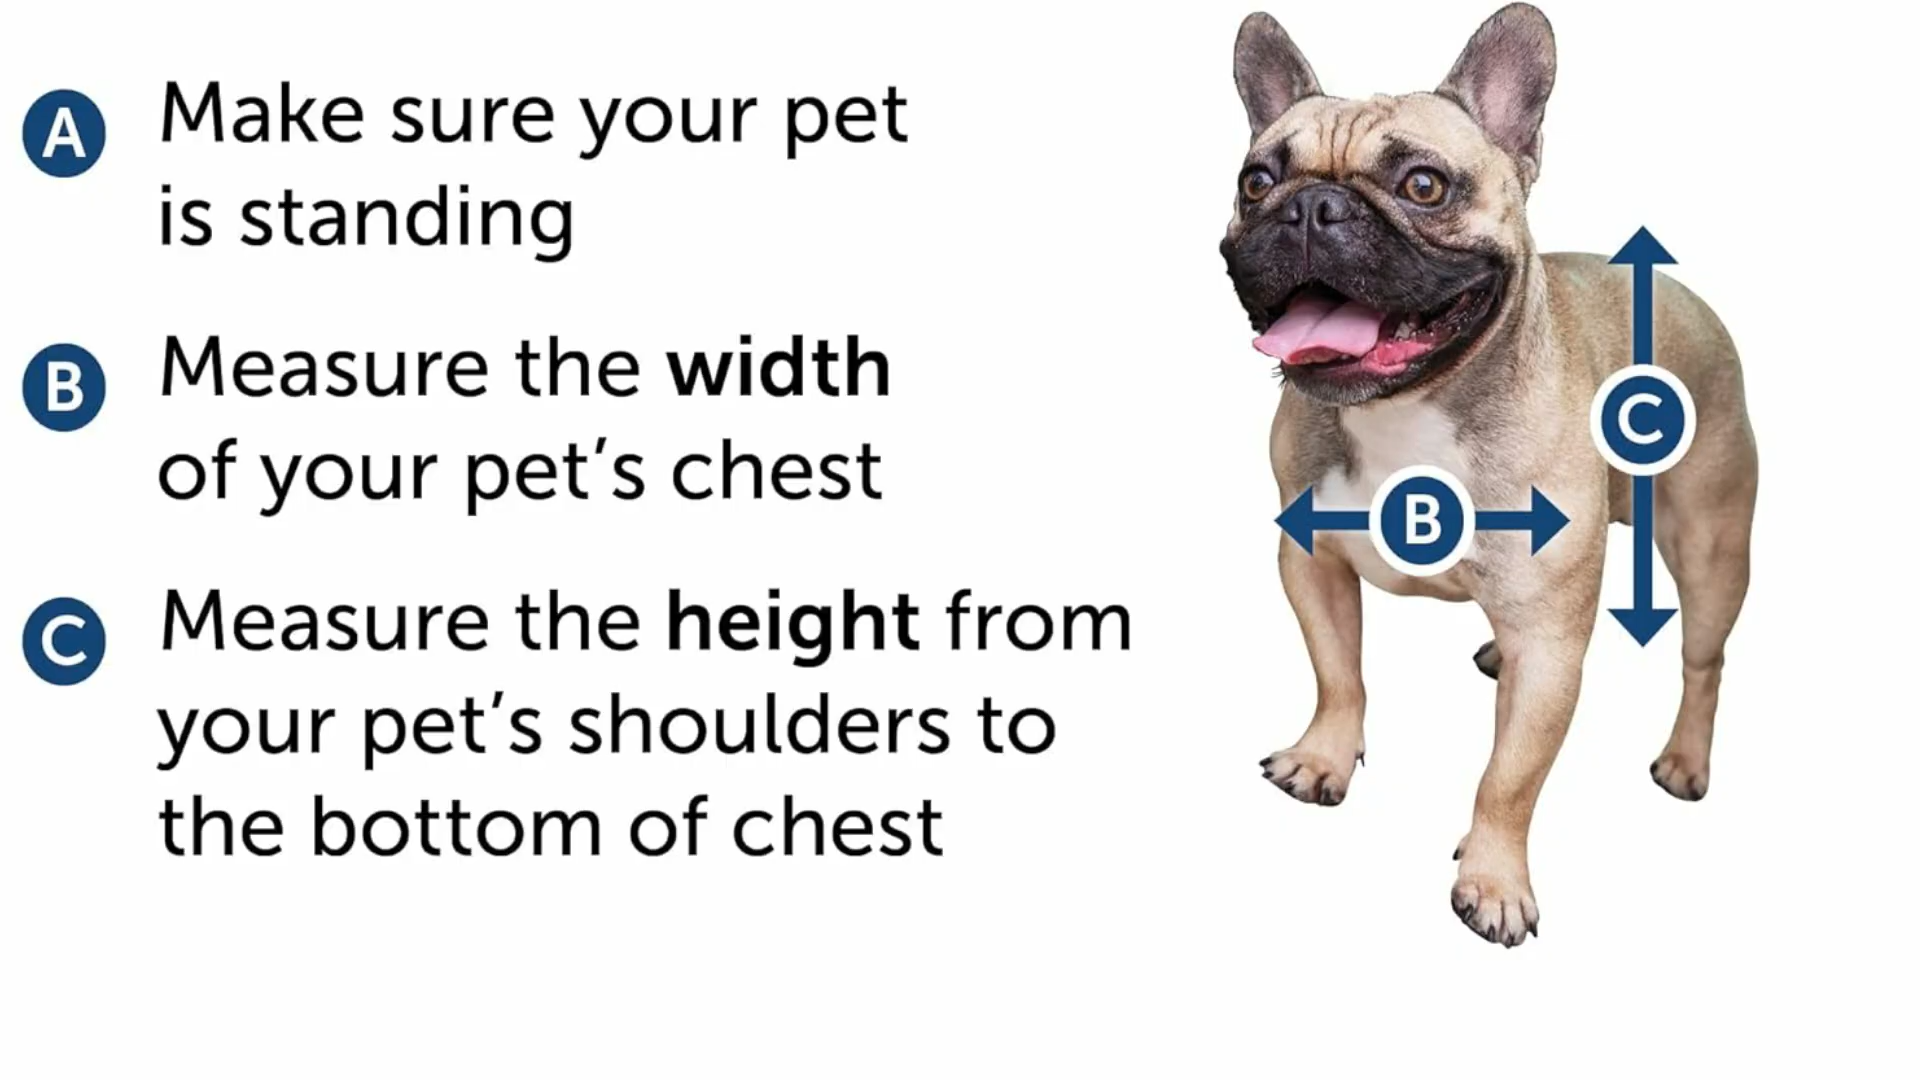 A Make sure your pet
is standing
B Measure the width
of your pet’s chest
C Measure the height from
your pet’s shoulders to
the bottom of chest
C
B